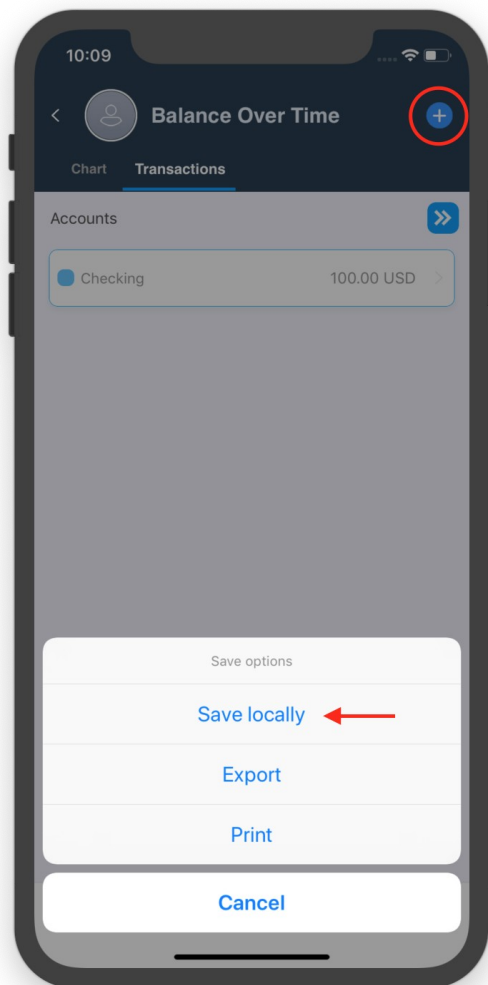 10:09
Balance Over Time
Chart Transactions
Accounts
Checking 100.00 USD
Save options
Save locally
Export
Print
Cancel